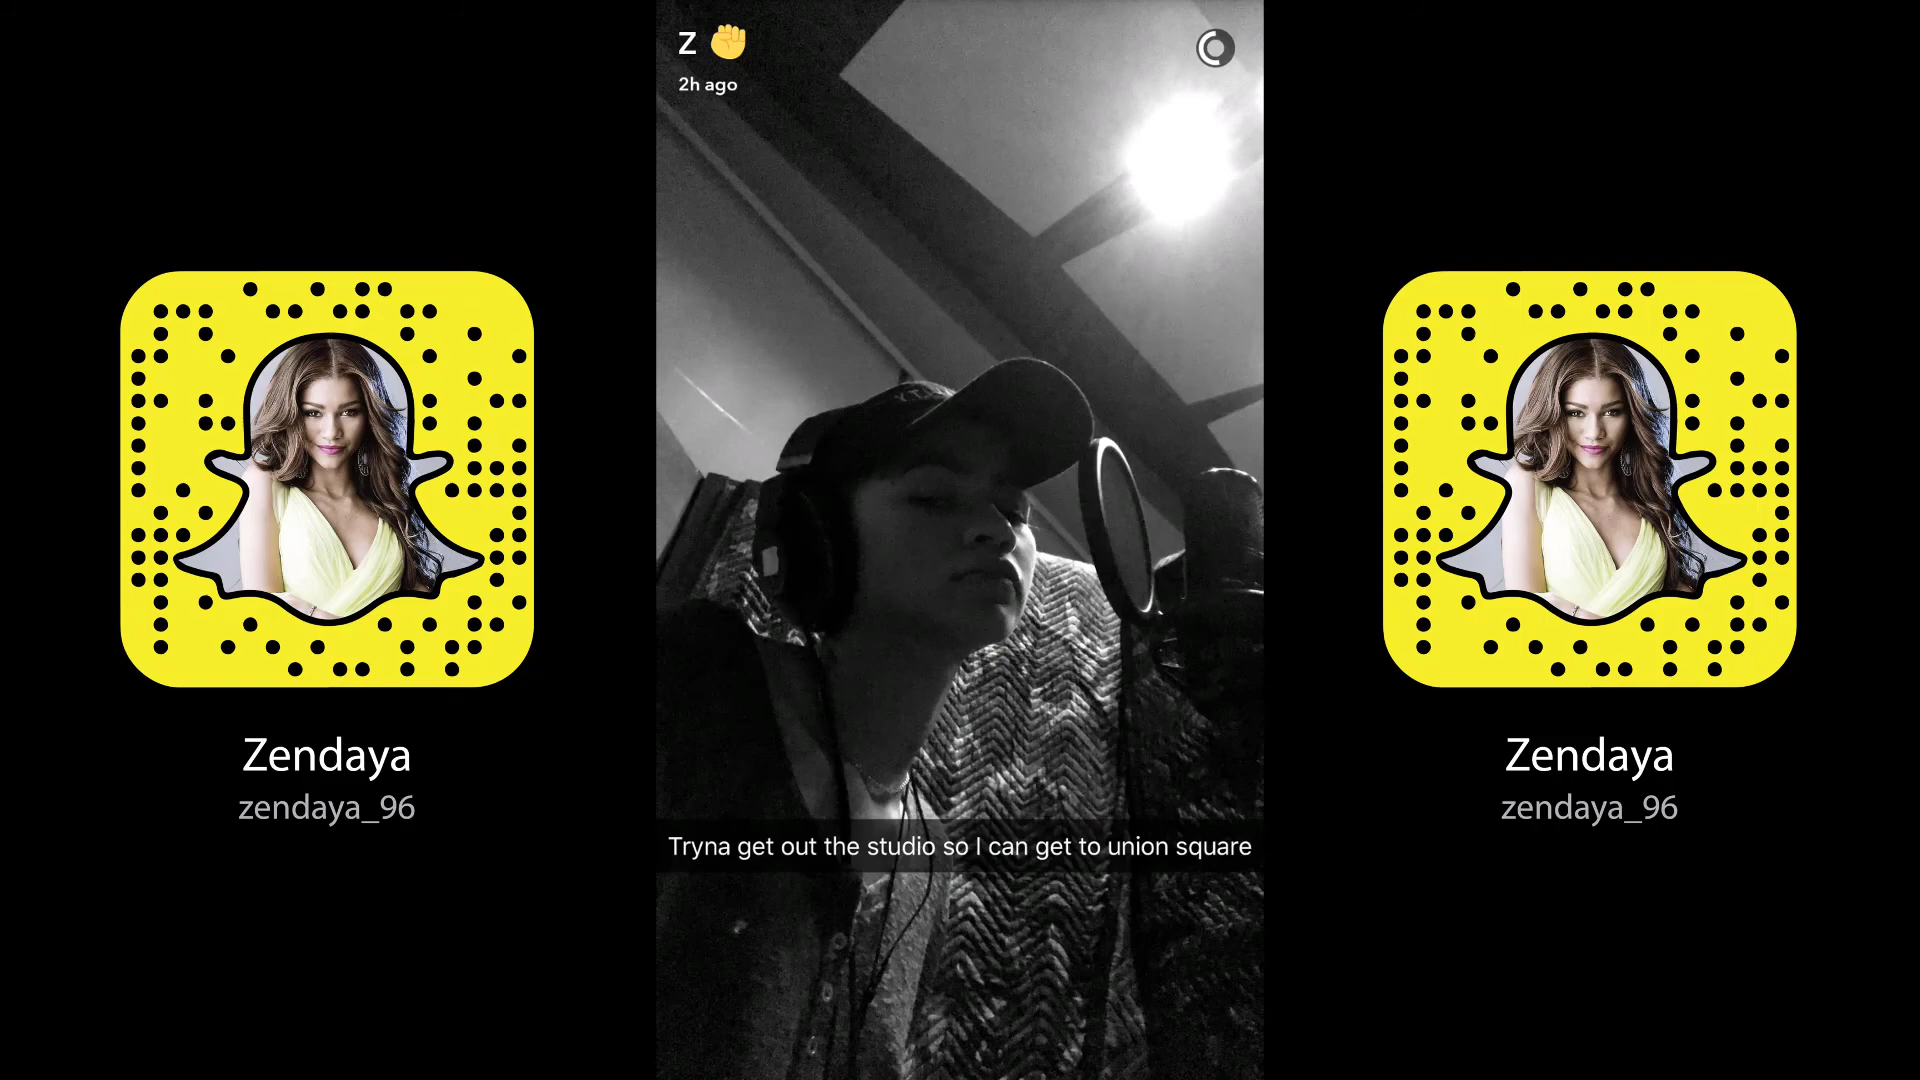 Z ✊
2h ago
Zendaya
zendaya_96
Tryna get out the studio so I can get to union square
Zendaya
zendaya_96